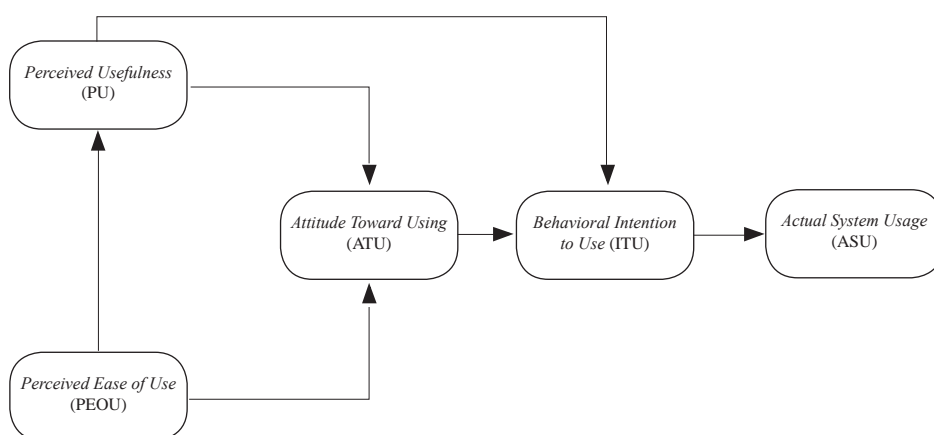 Perceived Usefulness
(PU)
Attitude Toward Using
(ATU)
Behavioral Intention
to Use (ITU)
Actual System Usage
(ASU)
Perceived Ease of Use
(PEOU)